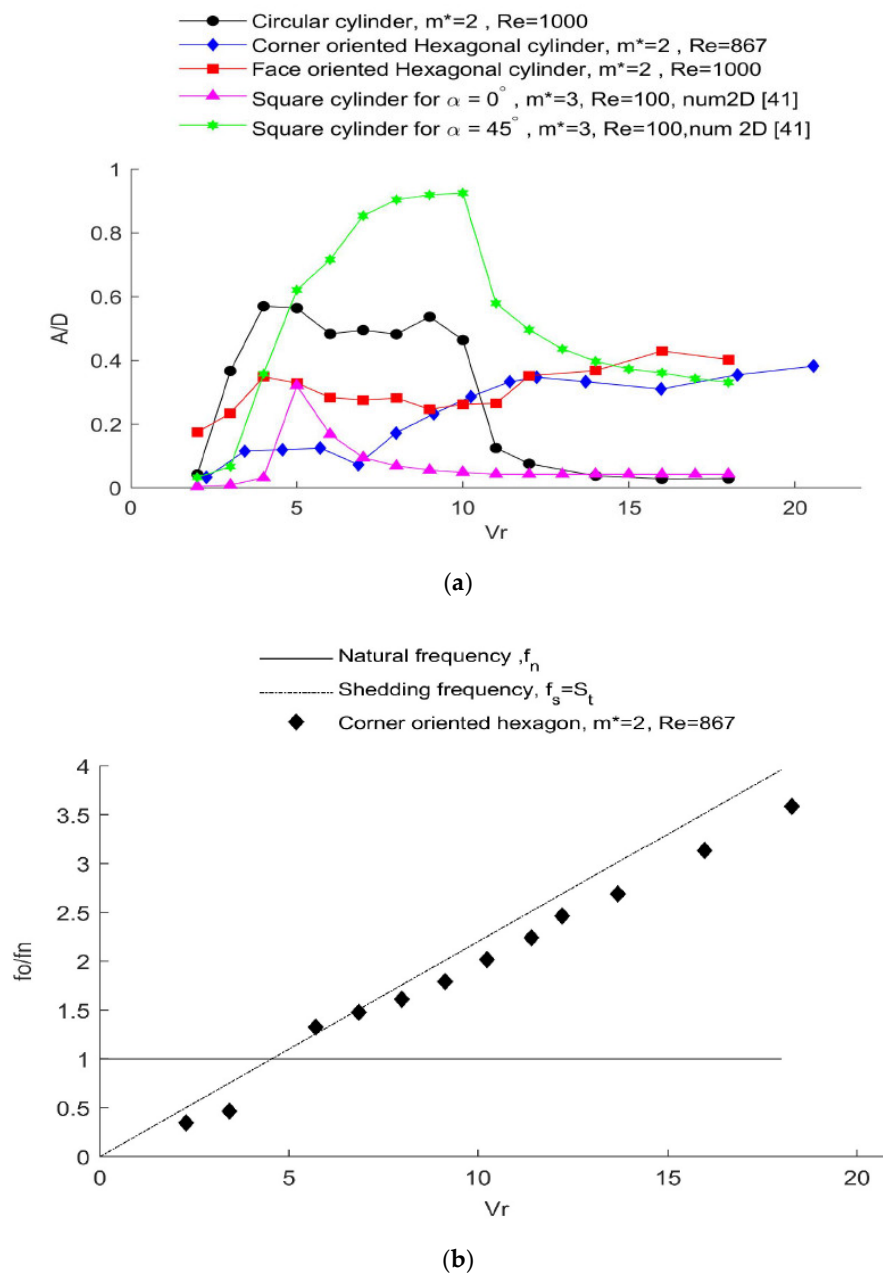 Circular cylinder, m*=2 , Re=1000
Corner oriented Hexagonal cylinder, m*=2 , Re=867
Face oriented Hexagonal cylinder, m*=2 , Re=1000
Square cylinder for α = 0° , m*=3, Re=100, num2D [41]
Square cylinder for α = 45° , m*=3, Re=100,num 2D [41]
1
0.8
0.6
0.4
0.2
0
A/D
0 5 10 15 20
Vr
(a)
Natural frequency ,f_n
Shedding frequency, f_s=S_t
Corner oriented hexagon, m*=2, Re=867
4
3.5
3
2.5
2
1.5
1
0.5
0
fo/fn
0 5 10 15 20
Vr
(b)